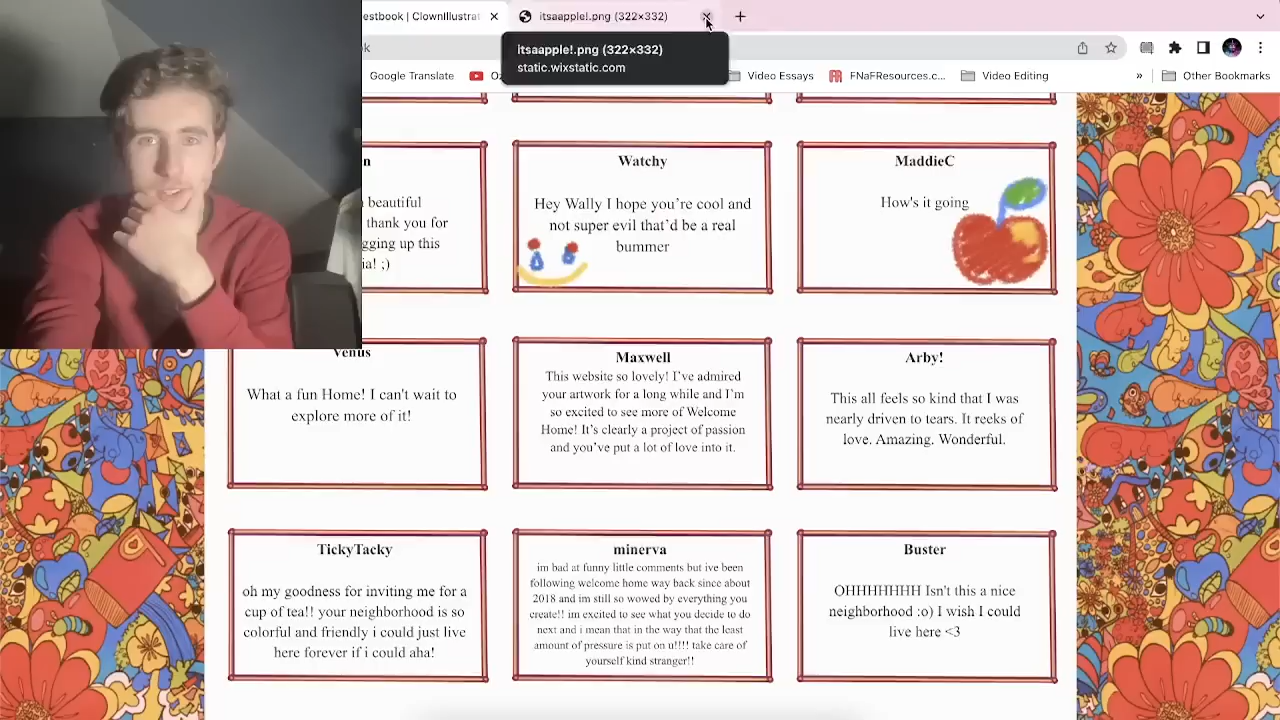 estbook | ClownIllustrat
itsaapple!.png (322×332)
itsaapple!.png (322×332)
static.wixstatic.com
Google Translate
Video Essays
FNaFResources.c...
Video Editing
»
Other Bookmarks
beautiful
thank you for
gging up this
ia! ;)
Watchy
Hey Wally I hope you're cool and
not super evil that'd be a real
bummer
MaddieC
How's it going
Venus
What a fun Home! I can't wait to
explore more of it!
Maxwell
This website so lovely! I've admired
your artwork for a long while and I'm
so excited to see more of Welcome
Home! It's clearly a project of passion
and you've put a lot of love into it.
Arby!
This all feels so kind that I was
nearly driven to tears. It reeks of
love. Amazing. Wonderful.
TickyTacky
oh my goodness for inviting me for a
cup of tea!! your neighborhood is so
colorful and friendly i could just live
here forever if i could aha!
minerva
im bad at funny little comments but ive been
following welcome home way back since about
2018 and im still so wowed by everything you
create!! im excited to see what you decide to do
next and i mean that in the way that the least
amount of pressure is put on u!!!! take care of
yourself kind stranger!!
Buster
OHHHHHHH Isn't this a nice
neighborhood :o) I wish I could
live here <3